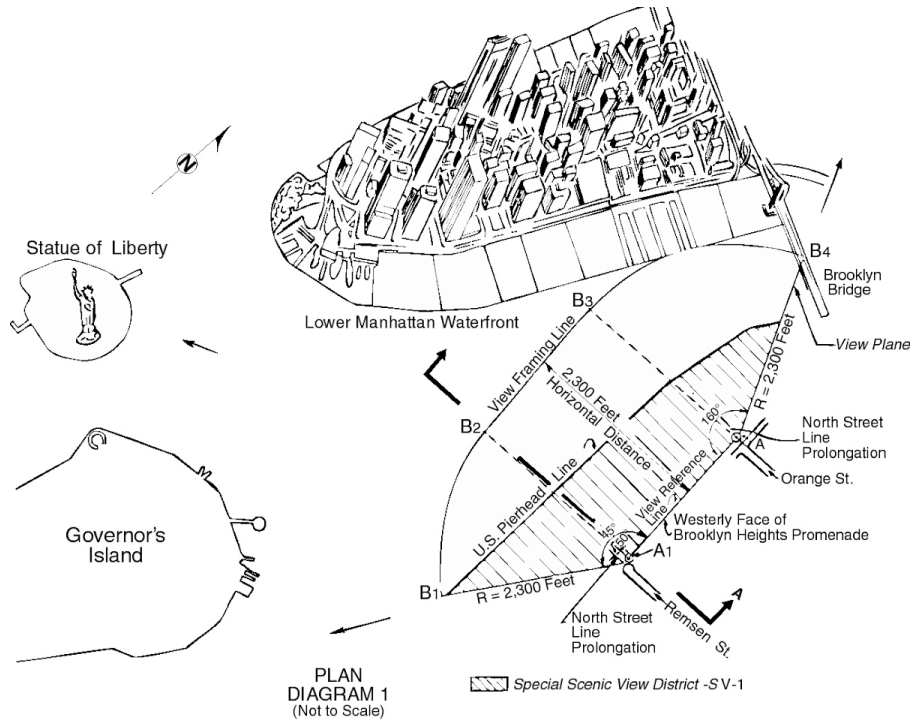 N
Statue of Liberty
Lower Manhattan Waterfront
B4
Brooklyn
Bridge
View Plane
B3
View Framing Line
2,300 Feet
Horizontal Distance
R = 2,300 Feet
160°
North Street
Line
Prolongation
A
Orange St.
B2
U.S. Pierhead Line
View Reference
Line
Westerly Face of
Brooklyn Heights Promenade
Governor's
Island
45°
A1
B1
R = 2,300 Feet
A
Remsen St.
North Street
Line
Prolongation
PLAN
DIAGRAM 1
(Not to Scale)
Special Scenic View District -S V-1